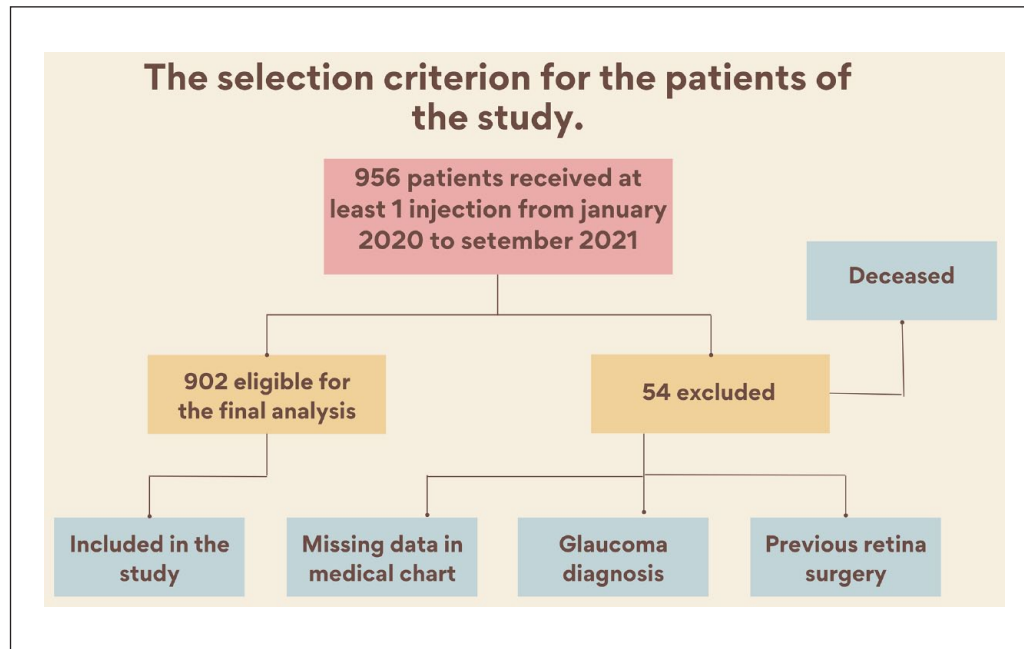 The selection criterion for the patients of
the study.
956 patients received at
least 1 injection from january
2020 to setember 2021
Deceased
902 eligible for
the final analysis
54 excluded
Included in the
study
Missing data in
medical chart
Glaucoma
diagnosis
Previous retina
surgery